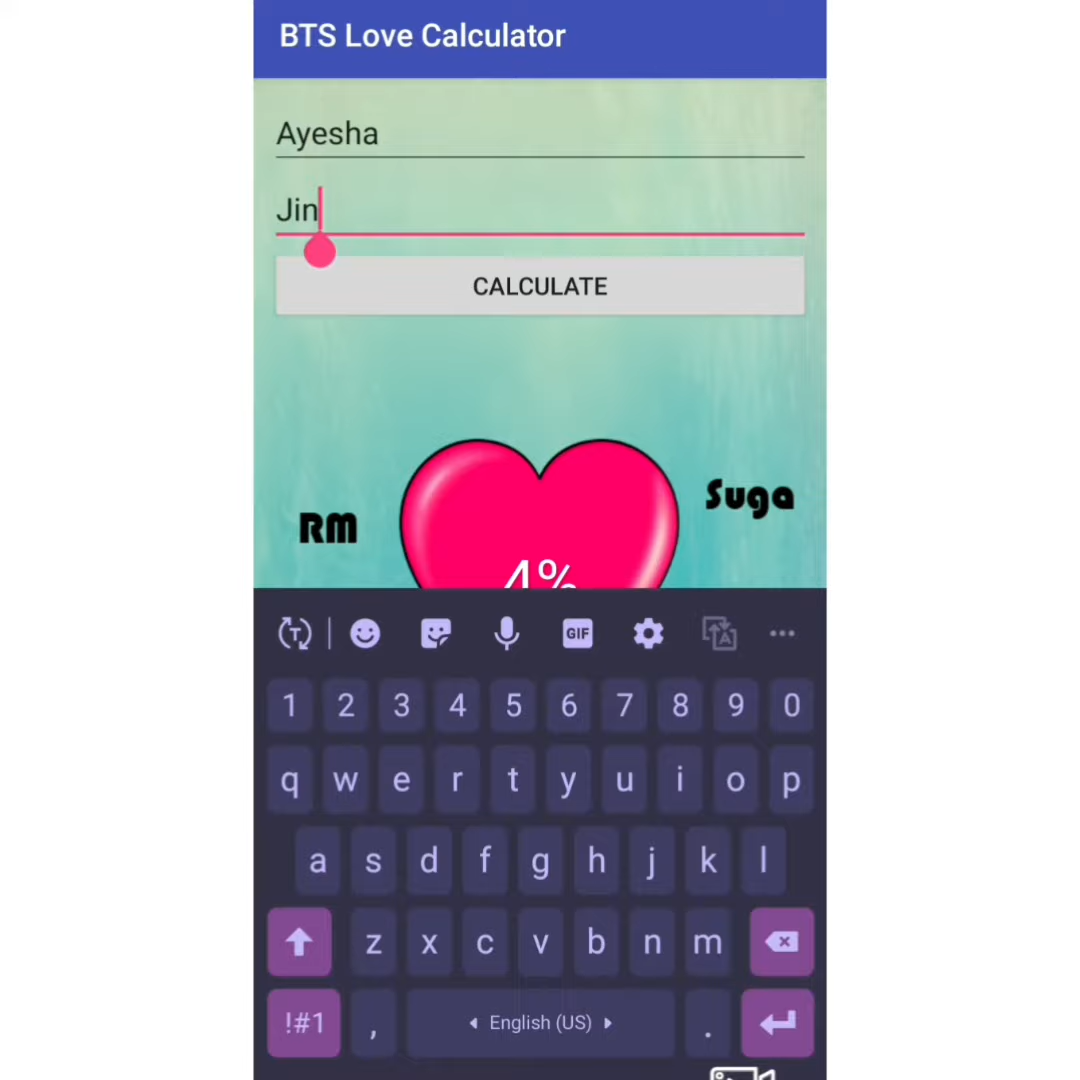 BTS Love Calculator
Ayesha
Jin
CALCULATE
Suga
RM
4%
GIF
1 2 3 4 5 6 7 8 9 0
q w e r t y u i o p
a s d f g h j k l
z x c v b n m
!#1 , English (US) .